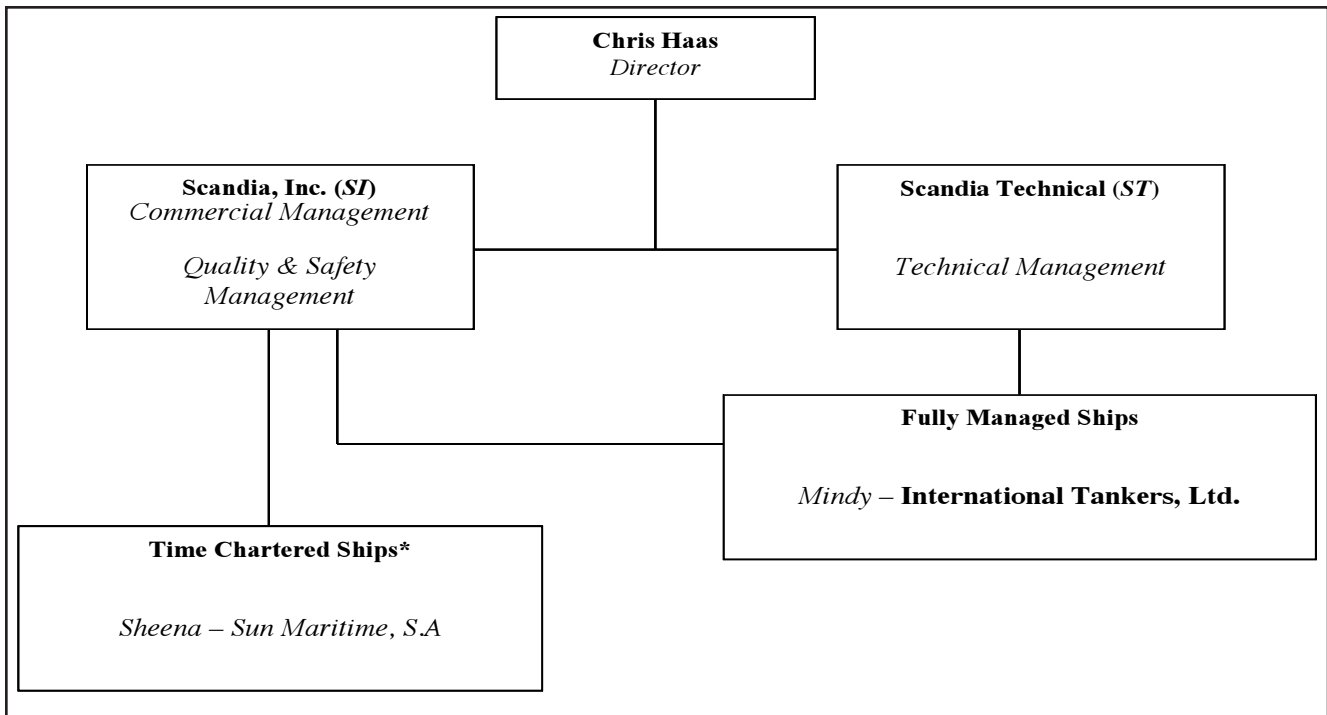 Chris Haas
Director
Scandia, Inc. (SI)
Commercial Management
Quality & Safety
Management
Scandia Technical (ST)
Technical Management
Fully Managed Ships
Mindy – International Tankers, Ltd.
Time Chartered Ships*
Sheena – Sun Maritime, S.A